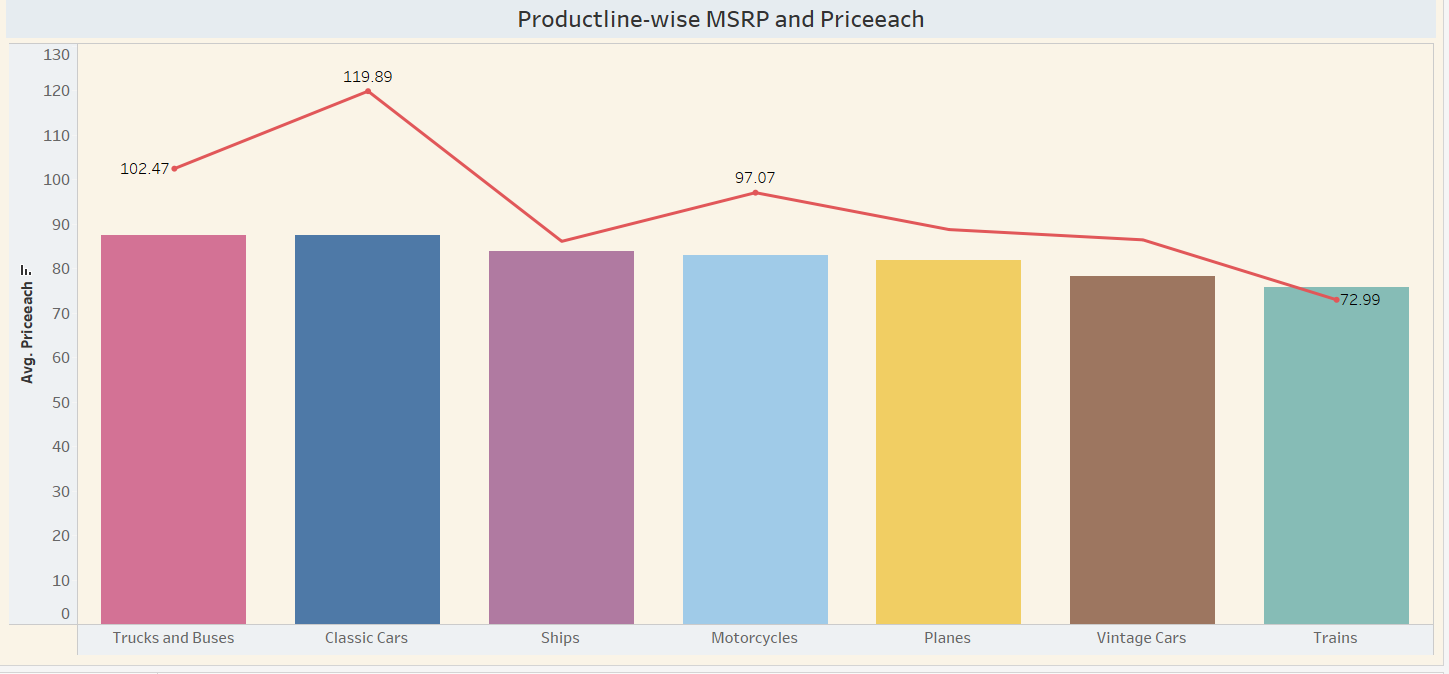 Productline-wise MSRP and Priceeach
130
120
110
100
90
80
70
60
50
40
30
20
10
0
Avg. Priceeach
102.47
119.89
97.07
72.99
Trucks and Buses
Classic Cars
Ships
Motorcycles
Planes
Vintage Cars
Trains